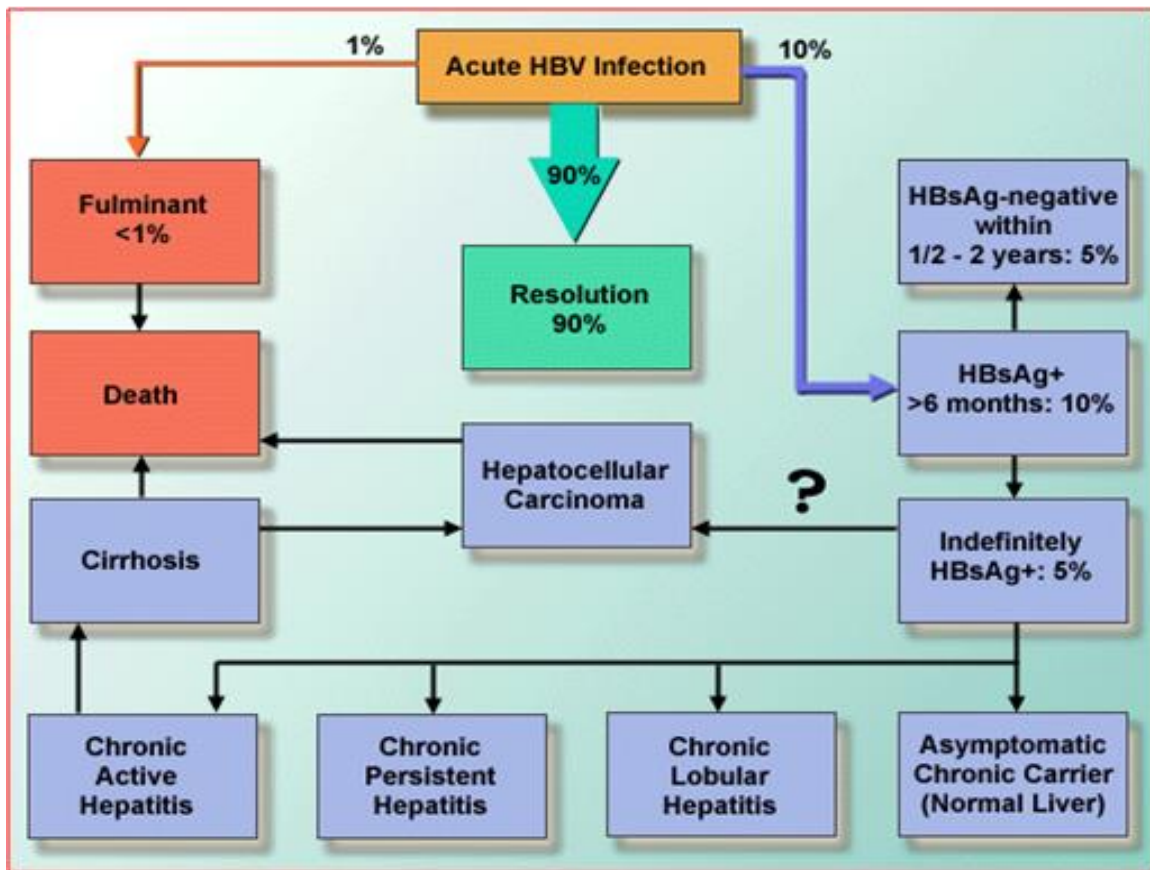 1%
Acute HBV Infection
10%
90%
Fulminant
<1%
HBsAg-negative
within
1/2 - 2 years: 5%
Resolution
90%
Death
HBsAg+
>6 months: 10%
Hepatocellular
Carcinoma
?
Cirrhosis
Indefinitely
HBsAg+: 5%
Chronic
Active
Hepatitis
Chronic
Persistent
Hepatitis
Chronic
Lobular
Hepatitis
Asymptomatic
Chronic Carrier
(Normal Liver)